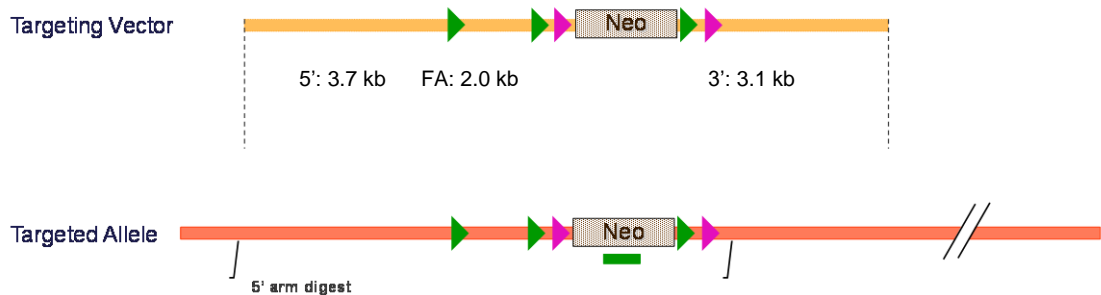 Targeting Vector
Neo
5’: 3.7 kb FA: 2.0 kb 3’: 3.1 kb
Targeted Allele
Neo
5' arm digest